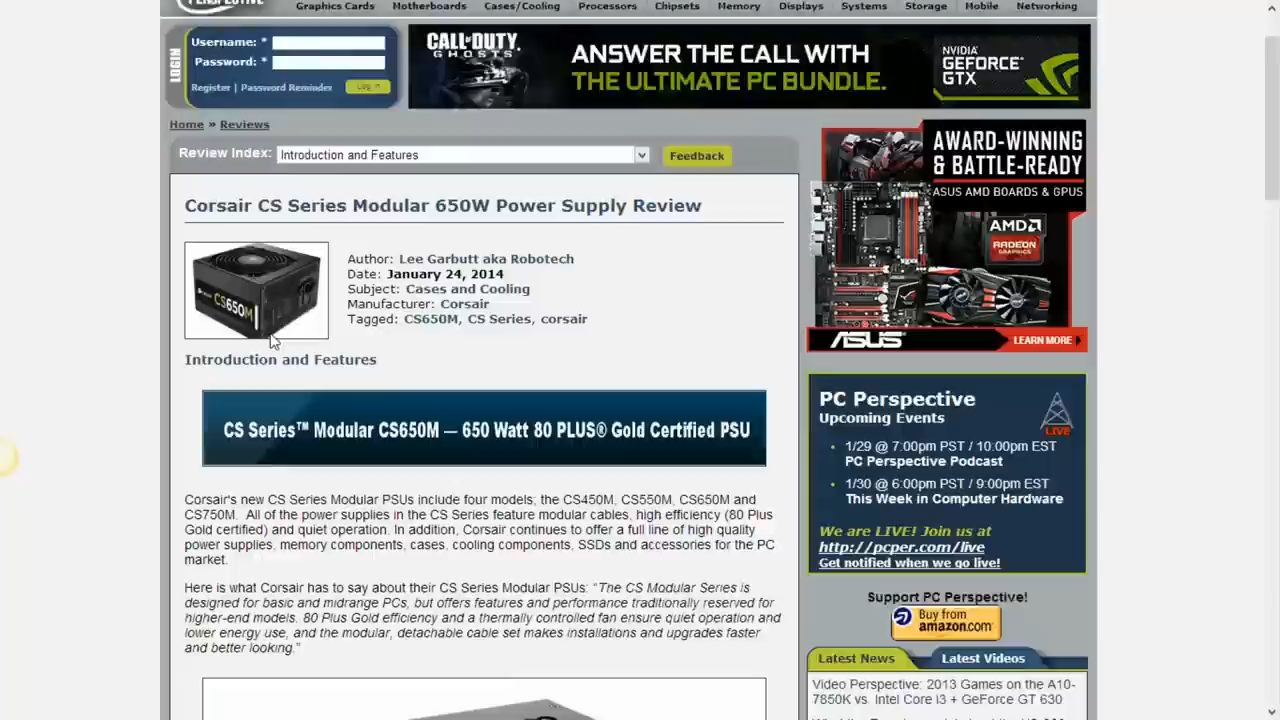 PERSPECTIVE
Graphics Cards Motherboards Cases/Cooling Processors Chipsets Memory Displays Systems Storage Mobile Networking
LOGIN
Username: *
Password: *
Register | Password Reminder
Log in
CALL OF DUTY
GHOSTS
ANSWER THE CALL WITH
THE ULTIMATE PC BUNDLE.
NVIDIA
GEFORCE
GTX
Home » Reviews
Review Index: Introduction and Features
Feedback
Corsair CS Series Modular 650W Power Supply Review
CS650M
Author: Lee Garbutt aka Robotech
Date: January 24, 2014
Subject: Cases and Cooling
Manufacturer: Corsair
Tagged: CS650M, CS Series, corsair
Introduction and Features
CS Series™ Modular CS650M — 650 Watt 80 PLUS® Gold Certified PSU
Corsair's new CS Series Modular PSUs include four models; the CS450M, CS550M, CS650M and
CS750M. All of the power supplies in the CS Series feature modular cables, high efficiency (80 Plus
Gold certified) and quiet operation. In addition, Corsair continues to offer a full line of high quality
power supplies, memory components, cases, cooling components, SSDs and accessories for the PC
market.
Here is what Corsair has to say about their CS Series Modular PSUs: “The CS Modular Series is
designed for basic and midrange PCs, but offers features and performance traditionally reserved for
higher-end models. 80 Plus Gold efficiency and a thermally controlled fan ensure quiet operation and
lower energy use, and the modular, detachable cable set makes installations and upgrades faster
and better looking.”
AWARD-WINNING
& BATTLE-READY
ASUS AMD BOARDS & GPUS
AMD
RADEON
GRAPHICS
ASUS
LEARN MORE
PC Perspective
Upcoming Events
LIVE
• 1/29 @ 7:00pm PST / 10:00pm EST
PC Perspective Podcast
• 1/30 @ 6:00pm PST / 9:00pm EST
This Week in Computer Hardware
We are LIVE! Join us at
http://pcper.com/live
Get notified when we go live!
Support PC Perspective!
Buy from
amazon.com
Latest News Latest Videos
Video Perspective: 2013 Games on the A10-
7850K vs. Intel Core i3 + GeForce GT 630